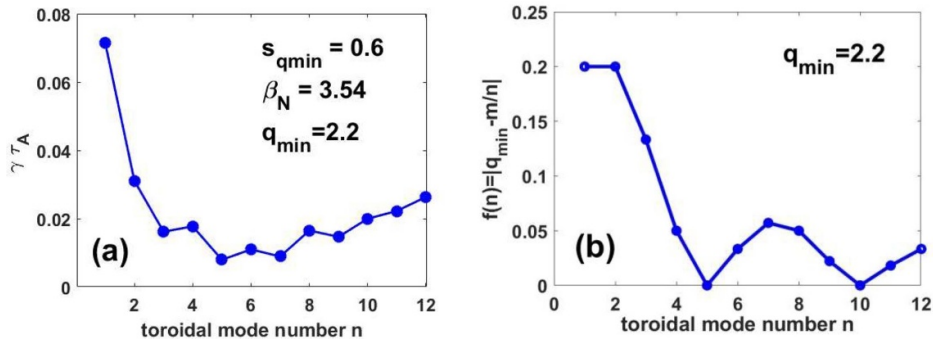 0.08
0.06
0.04
0.02
0
γ τ_A
s_qmin = 0.6
β_N = 3.54
q_min=2.2
(a)
2 4 6 8 10 12
toroidal mode number n
0.25
0.2
0.15
0.1
0.05
0
f(n)=|q_min-m/n|
q_min=2.2
(b)
0 2 4 6 8 10 12
toroidal mode number n